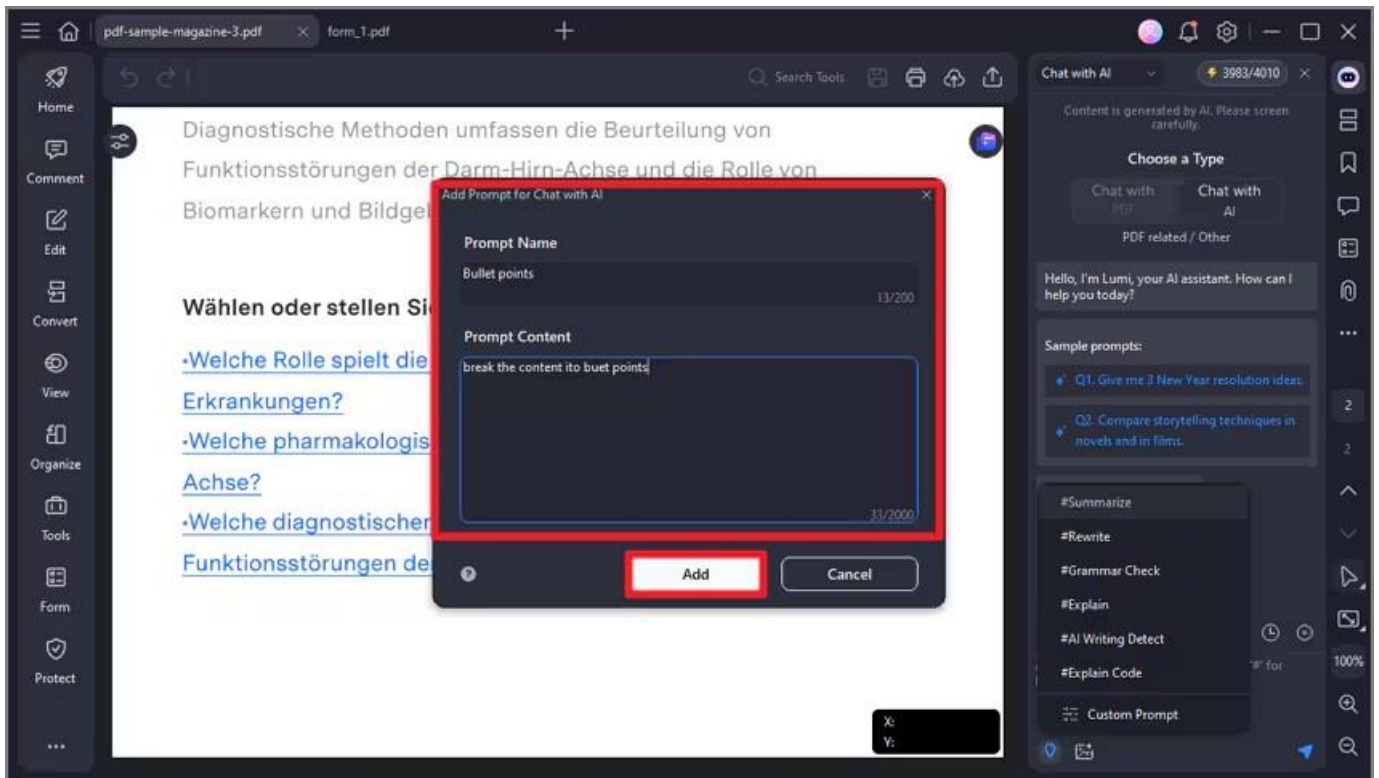 pdf-sample-magazine-3.pdf
form_1.pdf
Home
Comment
Edit
Convert
View
Organize
Tools
Form
Protect
Search Tools
Diagnostische Methoden umfassen die Beurteilung von
Funktionsstörungen der Darm-Hirn-Achse und die Rolle von
Biomarkern und Bildge
Wählen oder stellen Si
•Welche Rolle spielt die
Erkrankungen?
•Welche pharmakologis
Achse?
•Welche diagnostischen
Funktionsstörungen de
Add Prompt for Chat with AI
Prompt Name
Bullet points
13/200
Prompt Content
break the content ito buet points
33/2000
Add
Cancel
X:
Y:
Chat with AI
3983/4010
Content is generated by AI. Please screen
carefully.
Choose a Type
Chat with
PDF
Chat with
AI
PDF related / Other
Hello, I'm Lumi, your AI assistant. How can I
help you today?
Sample prompts:
Q1. Give me 3 New Year resolution ideas.
Q2. Compare storytelling techniques in
novels and in films.
#Summarize
#Rewrite
#Grammar Check
#Explain
#AI Writing Detect
#Explain Code
Custom Prompt
'#' for
2
2
100%